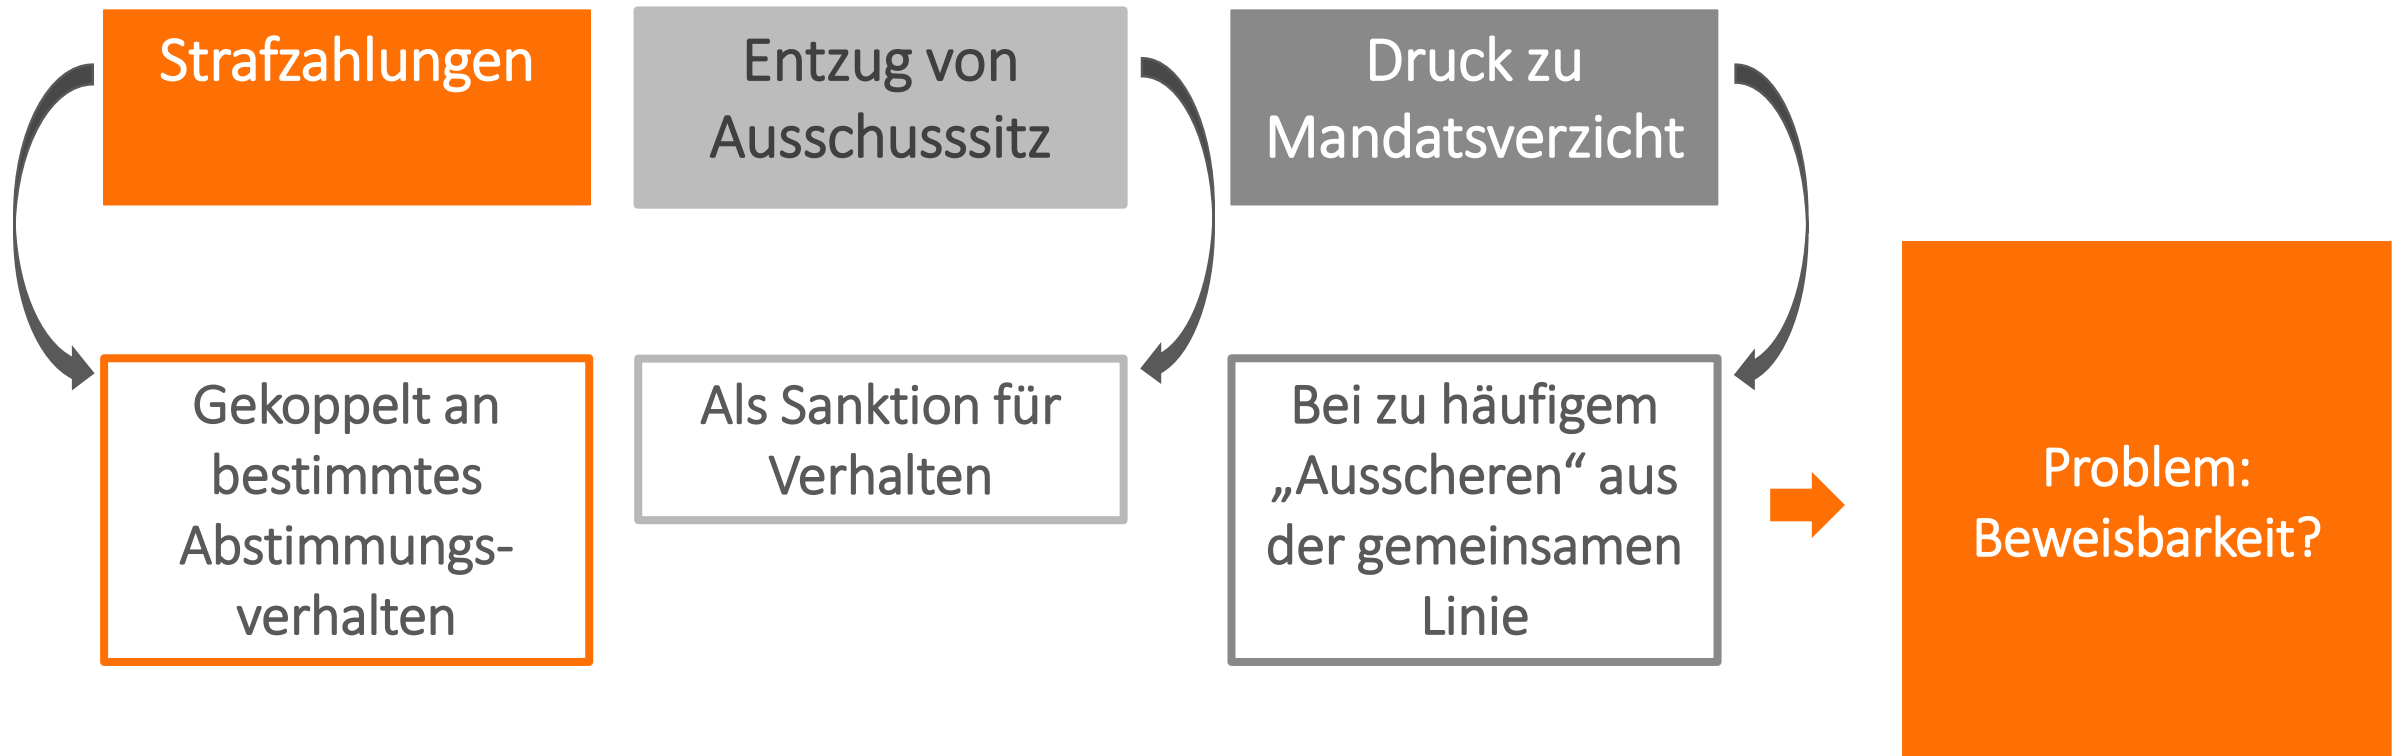 Strafzahlungen
Entzug von
Ausschusssitz
Druck zu
Mandatsverzicht
Gekoppelt an
bestimmtes
Abstimmungs-
verhalten
Als Sanktion für
Verhalten
Bei zu häufigem
„Ausscheren“ aus
der gemeinsamen
Linie
Problem:
Beweisbarkeit?